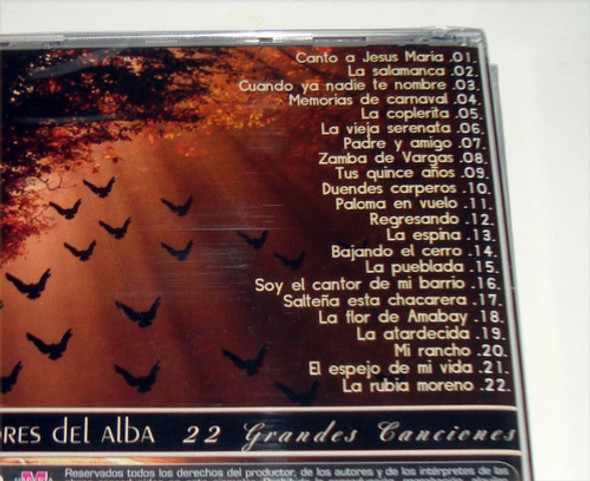 Canto a Jesus Maria .01.
La salamanca .02.
Cuando ya nadie te nombre .03.
Memorias de carnaval .04.
La coplerita .05.
La vieja serenata .06.
Padre y amigo .07.
Zamba de Vargas .08.
Tus quince años .09.
Duendes carperos .10.
Paloma en vuelo .11.
Regresando .12.
La espina .13.
Bajando el cerro .14.
La pueblada .15.
Soy el cantor de mi barrio .16.
Salteña esta chacarera .17.
La flor de Amabay .18.
La atardecida .19.
Mi rancho .20.
El espejo de mi vida .21.
La rubia moreno .22.
ORES del alba 22 Grandes Canciones
Reservados todos los derechos del productor, de los autores y de los intérpretes de las